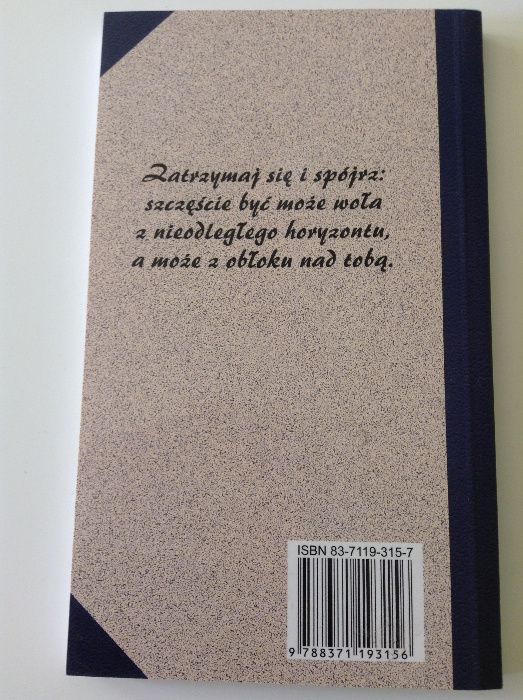 Zatrzymaj się i spójrz:
szczęście być może woła
z nieodległego horyzontu,
a może z obłoku nad tobą.
ISBN 83-7119-315-7
9 788371 193156